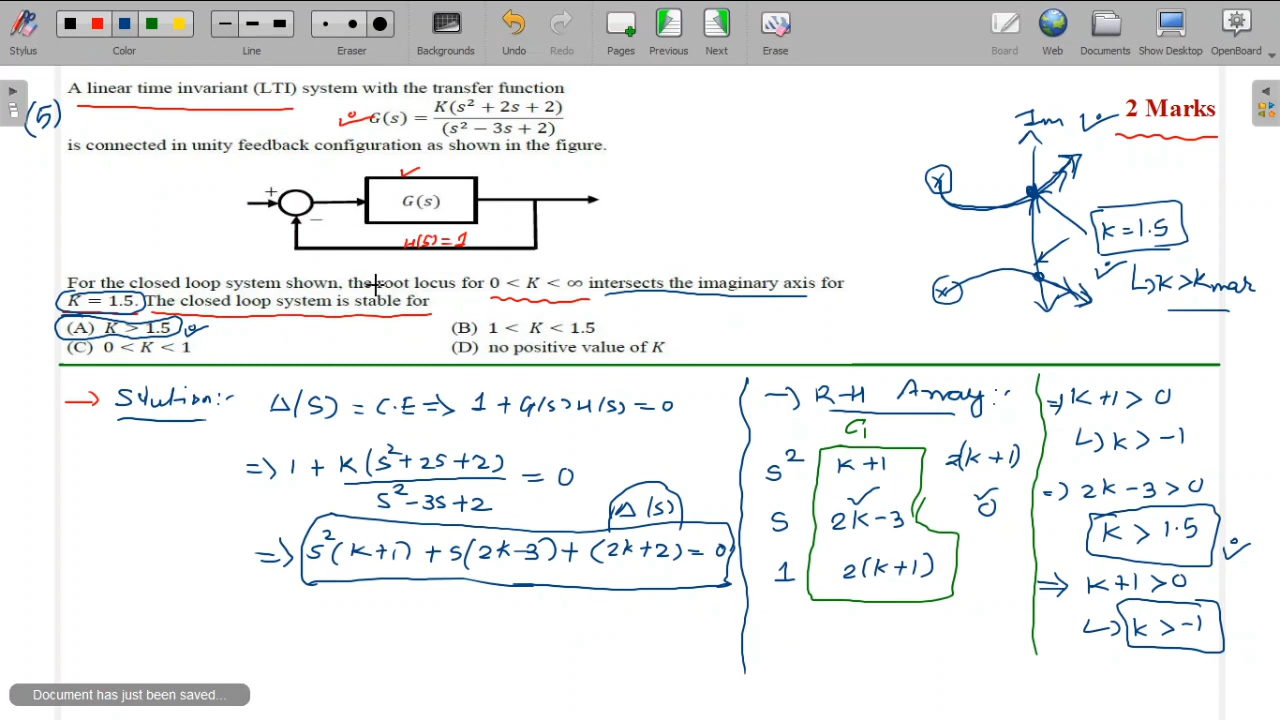 Stylus Color Line Eraser Backgrounds Undo Redo Pages Previous Next Erase Board Web Documents Show Desktop OpenBoard
(5)
A linear time invariant (LTI) system with the transfer function
G(s) = K(s² + 2s + 2) / (s² − 3s + 2)
is connected in unity feedback configuration as shown in the figure.
2 Marks
+
−
G(s)
H(s) = 1
Im
K = 1.5
↳ K > Kmar
For the closed loop system shown, the root locus for 0 < K < ∞ intersects the imaginary axis for
K = 1.5. The closed loop system is stable for
(A) K > 1.5
(B) 1 < K < 1.5
(C) 0 < K < 1
(D) no positive value of K
→ Solution:-
Δ(S) = C.E ⇒ 1 + G(s) H(s) = 0
⇒ 1 + K(s²+2s+2) / s²-3s+2 = 0
Δ(s)
⇒ s²(K+1) + s(2K-3) + (2K+2) = 0
→ R-H Array:-
C1
s² K+1 2(K+1)
s 2K-3 0
1 2(K+1)
⇒ K+1 > 0
↳ K > -1
⇒ 2K-3 > 0
K > 1.5
⇒ K+1 > 0
↳ K > -1
Document has just been saved...